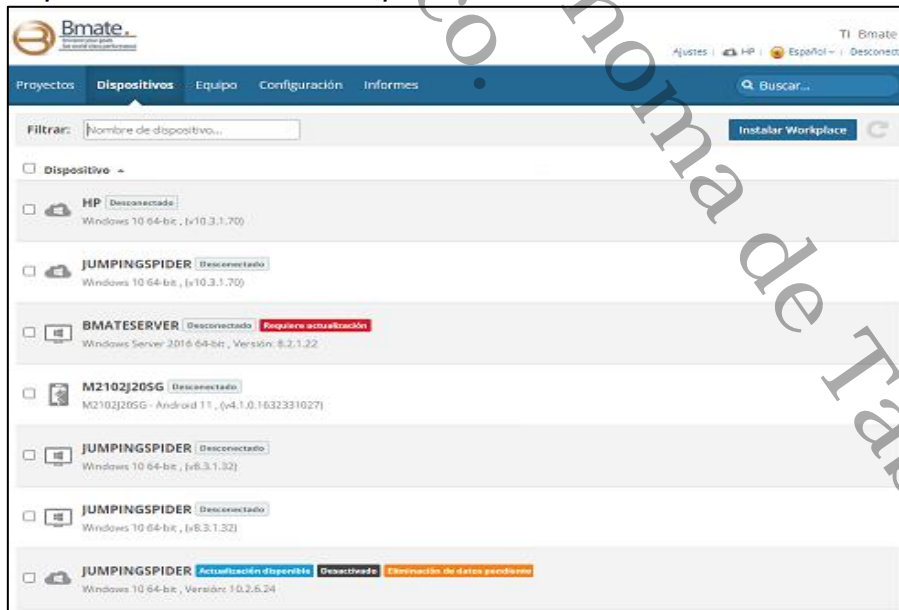 Bmate.
TI Bmate
Ajustes | HP | Español | Desconect
Proyectos Dispositivos Equipo Configuración Informes Buscar...
Filtrar: Nombre de dispositivo... Instalar Workplace
Dispositivo
HP Desconectado
Windows 10 64-bit , (v10.3.1.70)
JUMPINGSPIDER Desconectado
Windows 10 64-bit , (v10.3.1.70)
BMATESERVER Desconectado Requiere actualización
Windows Server 2016 64-bit , Versión: 8.2.1.22
M2102J20SG Desconectado
M2102J20SG - Android 11 , (v4.1.0.1632331027)
JUMPINGSPIDER Desconectado
Windows 10 64-bit , (v8.3.1.32)
JUMPINGSPIDER Desconectado
Windows 10 64-bit , (v8.3.1.32)
JUMPINGSPIDER Actualización disponible Desactivado Eliminación de datos pendiente
Windows 10 64-bit , Versión: 10.2.6.24
co.
noma de Ta